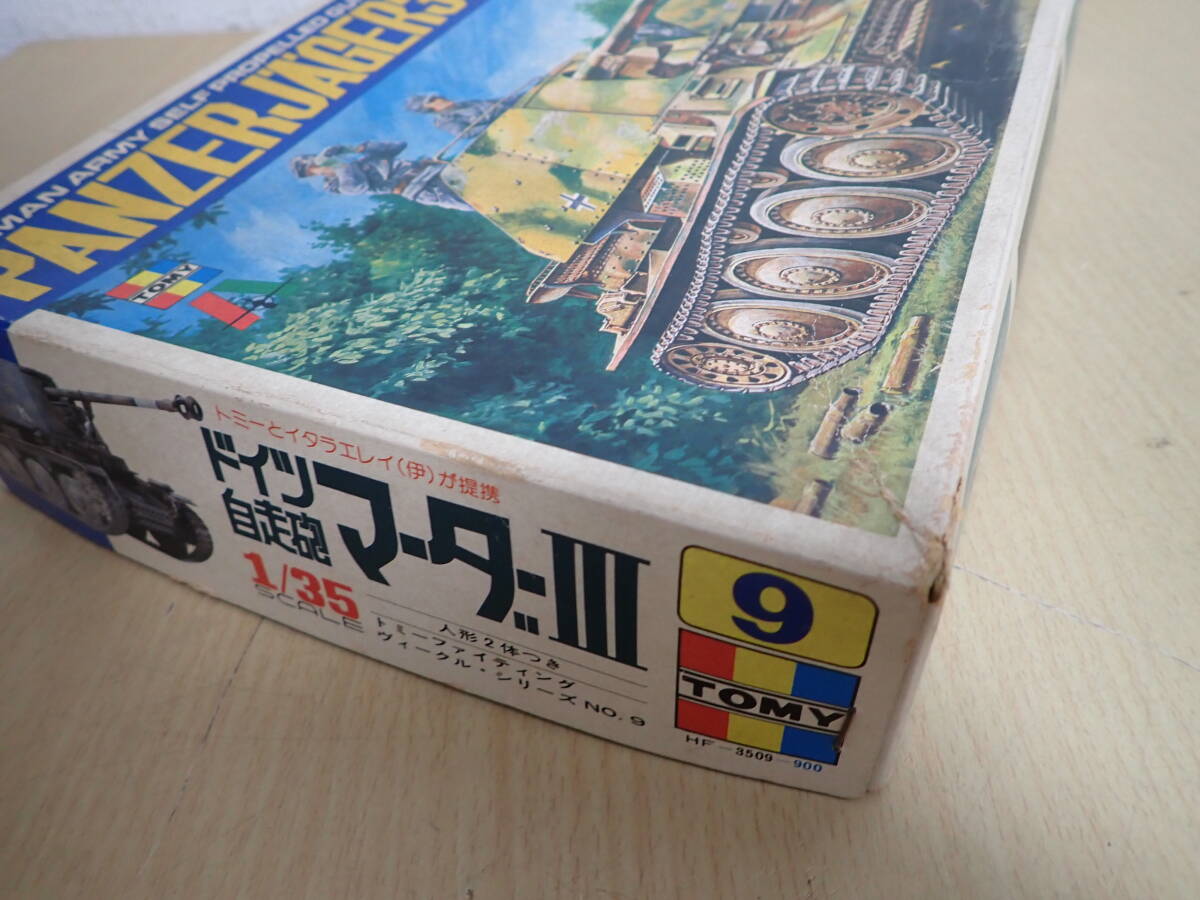 MAN ARMY SELF PROPELLED GU
PANZERJÄGERS
TOMY
トミーとイタラエレイ(伊)が提携
ドイツ
自走砲
マーダーIII
1/35
SCALE
人形2体つき
トミーファイティング
ヴィークル・シリーズ NO.9
9
TOMY
HF-3509-900